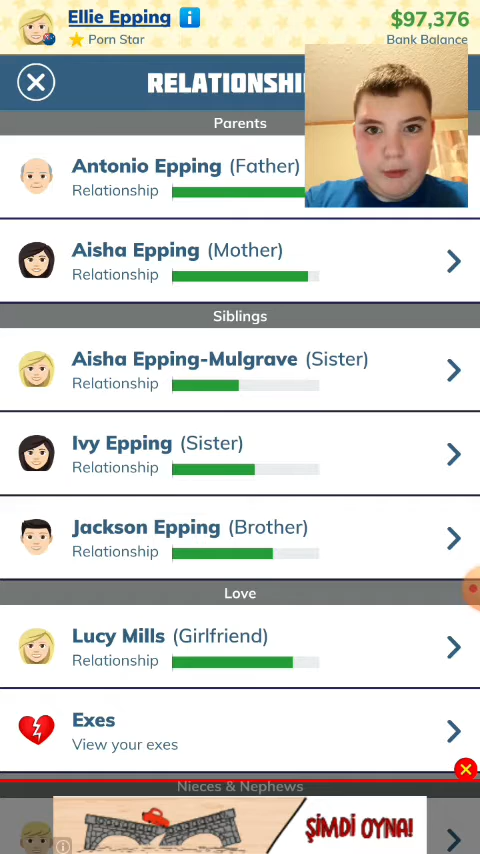 Ellie Epping
$97,376
Porn Star
Bank Balance
RELATIONSHI
Parents
Antonio Epping (Father)
Relationship
Aisha Epping (Mother)
Relationship
Siblings
Aisha Epping-Mulgrave (Sister)
Relationship
Ivy Epping (Sister)
Relationship
Jackson Epping (Brother)
Relationship
Love
Lucy Mills (Girlfriend)
Relationship
Exes
View your exes
Nieces & Nephews
ŞİMDİ OYNA!